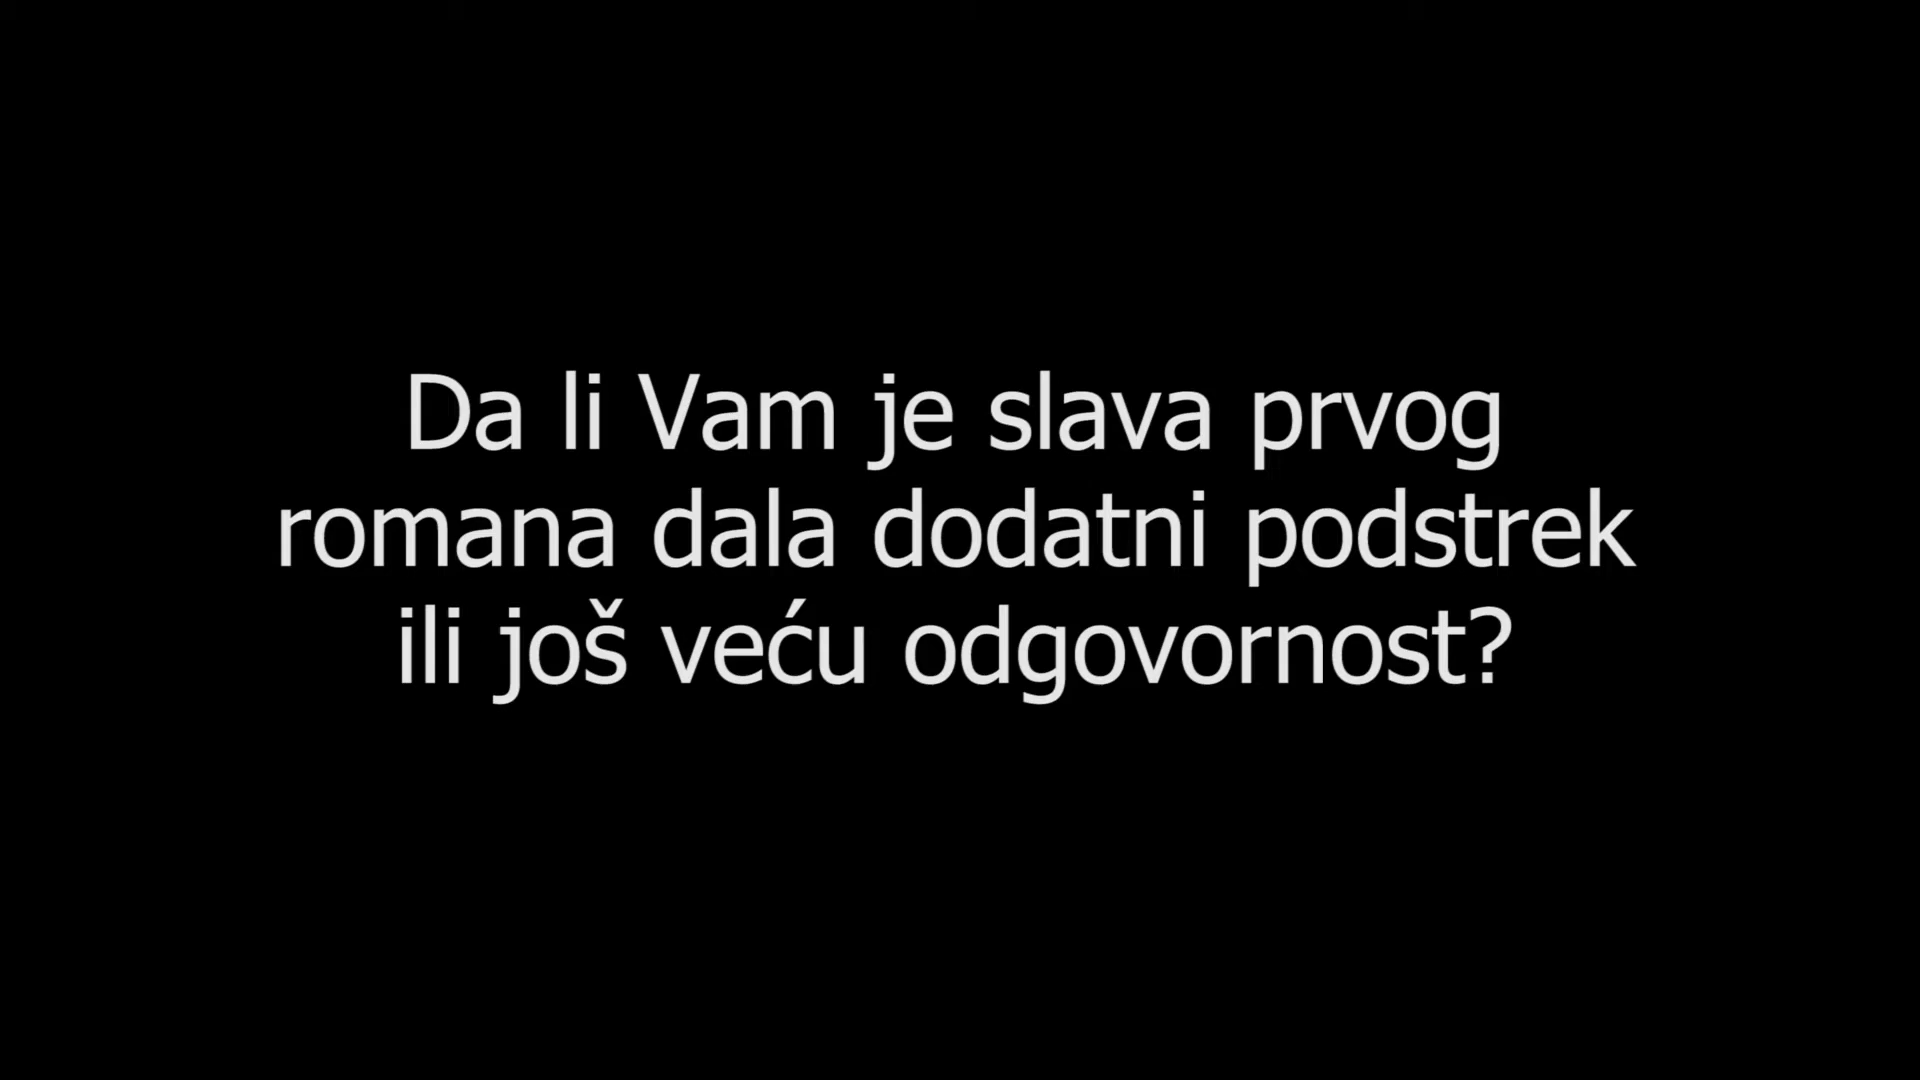 Da li Vam je slava prvog
romana dala dodatni podstrek
ili još veću odgovornost?